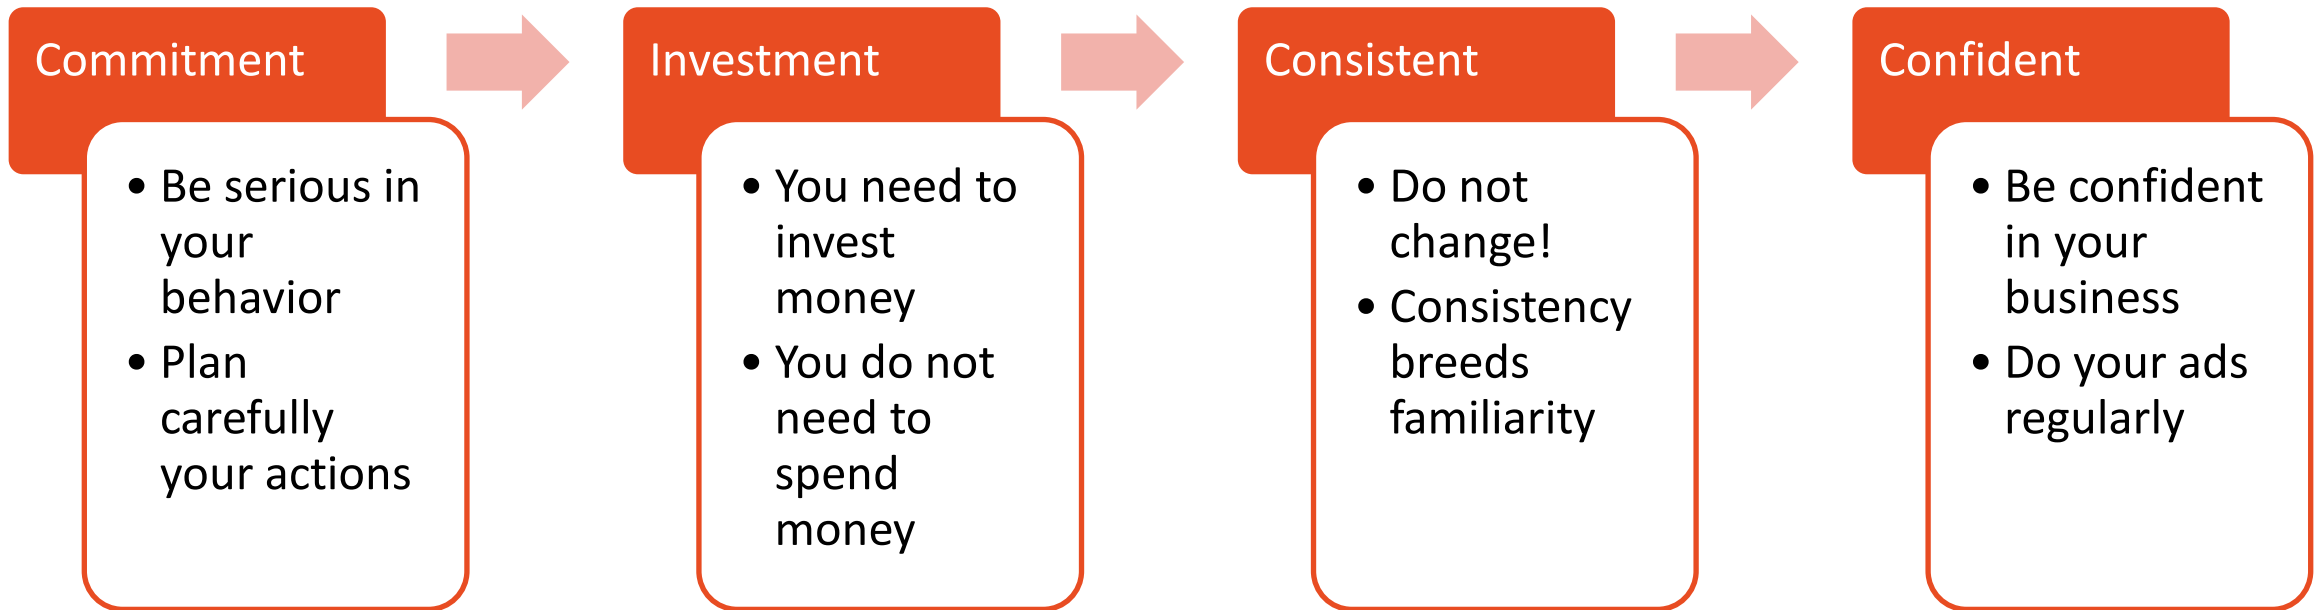 Commitment
• Be serious in
your
behavior
• Plan
carefully
your actions
Investment
• You need to
invest
money
• You do not
need to
spend
money
Consistent
• Do not
change!
• Consistency
breeds
familiarity
Confident
• Be confident
in your
business
• Do your ads
regularly